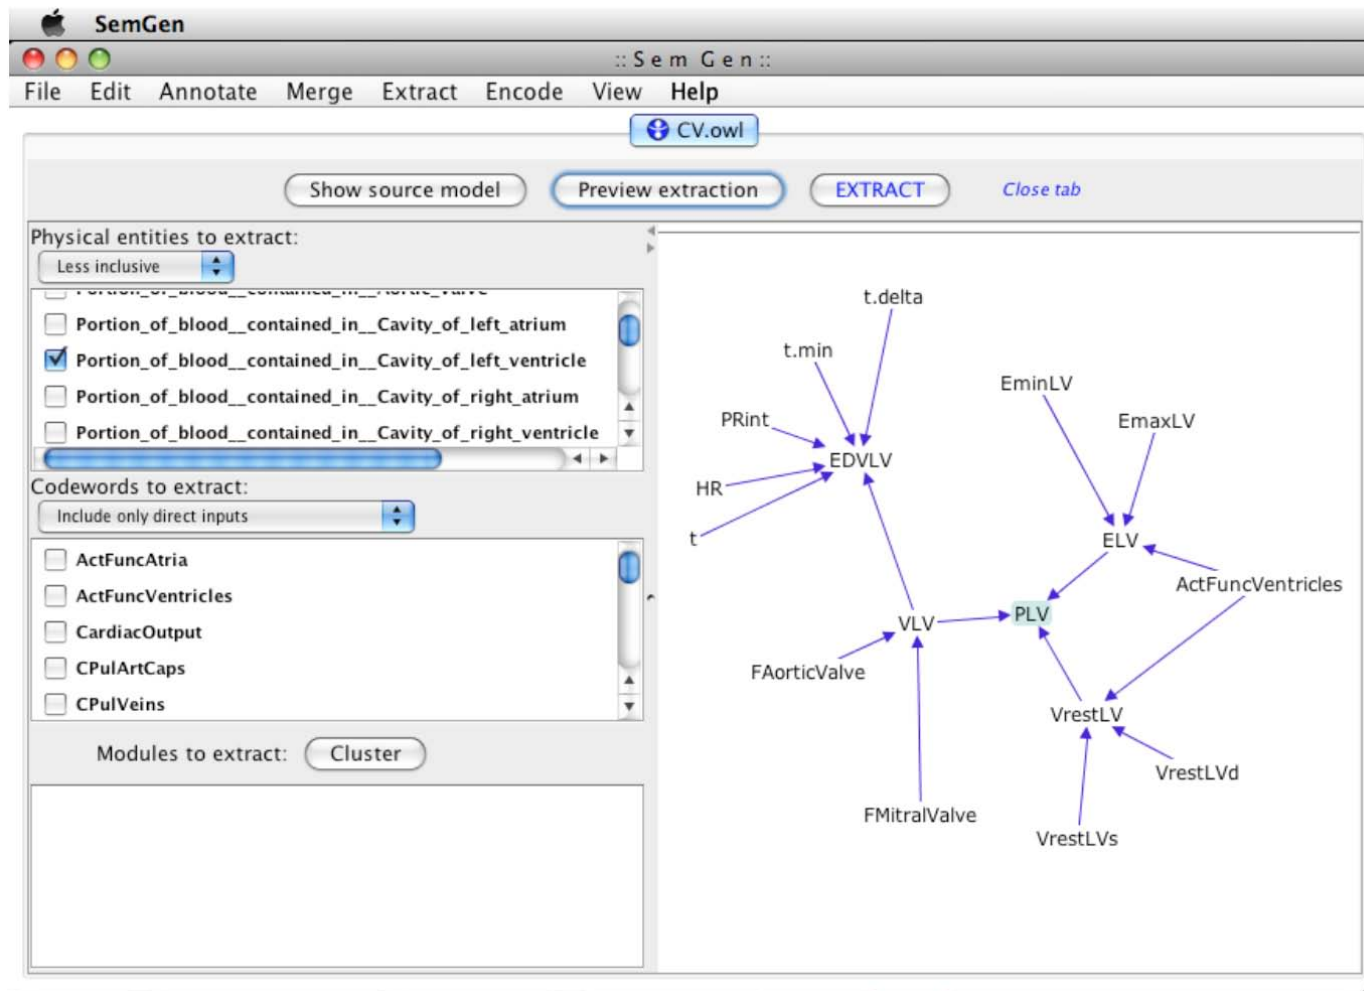 SemGen
:: S e m  G e n ::
File Edit Annotate Merge Extract Encode View Help
CV.owl
Show source model Preview extraction EXTRACT Close tab
Physical entities to extract:
Less inclusive
Portion_of_blood__contained_in__Aortic_valve
Portion_of_blood__contained_in__Cavity_of_left_atrium
Portion_of_blood__contained_in__Cavity_of_left_ventricle
Portion_of_blood__contained_in__Cavity_of_right_atrium
Portion_of_blood__contained_in__Cavity_of_right_ventricle
Codewords to extract:
Include only direct inputs
ActFuncAtria
ActFuncVentricles
CardiacOutput
CPulArtCaps
CPulVeins
Modules to extract: Cluster
t.delta
t.min
EminLV
PRint
EmaxLV
EDVLV
HR
t
ELV
ActFuncVentricles
PLV
VLV
FAorticValve
VrestLV
VrestLVd
FMitralValve
VrestLVs